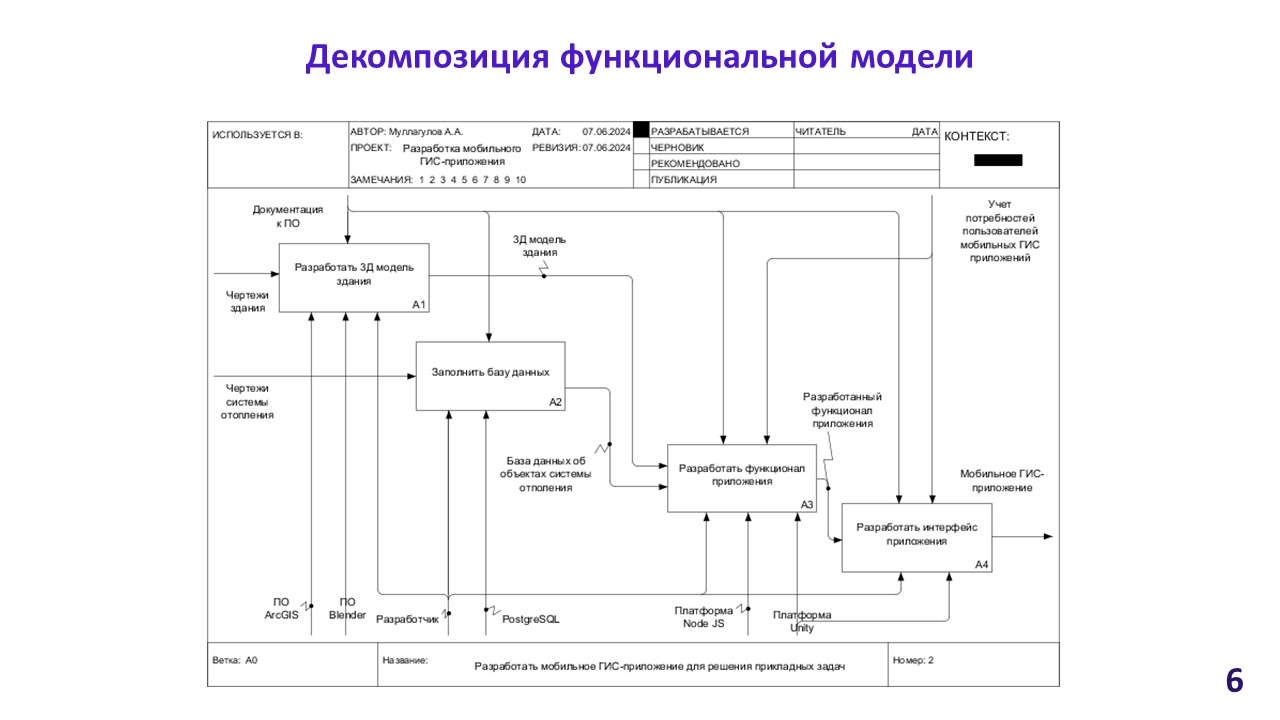 Декомпозиция функциональной модели
ИСПОЛЬЗУЕТСЯ В:
АВТОР: Муллагулов А.А.
ДАТА: 07.06.2024
ПРОЕКТ: Разработка мобильного
ГИС-приложения
РЕВИЗИЯ: 07.06.2024
ЗАМЕЧАНИЯ: 1 2 3 4 5 6 7 8 9 10
РАЗРАБАТЫВАЕТСЯ
ЧЕРНОВИК
РЕКОМЕНДОВАНО
ПУБЛИКАЦИЯ
ЧИТАТЕЛЬ
ДАТА
КОНТЕКСТ:
Документация
к ПО
Учет
потребностей
пользователей
мобильных ГИС
приложений
3Д модель
здания
Разработать 3Д модель
здания
A1
Чертежи
здания
Заполнить базу данных
A2
Чертежи
системы
отопления
Разработанный
функционал
приложения
База данных об
объектах системы
отполения
Разработать функционал
приложения
A3
Мобильное ГИС-
приложение
Разработать интерфейс
приложения
A4
ПО
ArcGIS
ПО
Blender
Разработчик
PostgreSQL
Платформа
Node JS
Платформа
Unity
Ветка: A0
Название:
Разработать мобильное ГИС-приложение для решения прикладных задач
Номер: 2
6